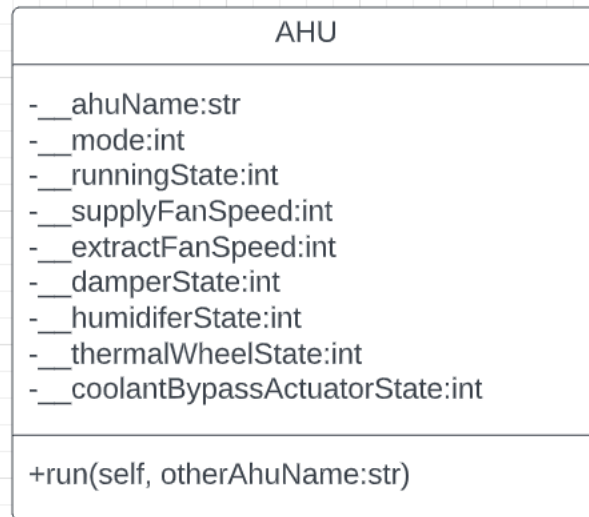 AHU
-__ahuName:str
-__mode:int
-__runningState:int
-__supplyFanSpeed:int
-__extractFanSpeed:int
-__damperState:int
-__humidiferState:int
-__thermalWheelState:int
-__coolantBypassActuatorState:int
+run(self, otherAhuName:str)